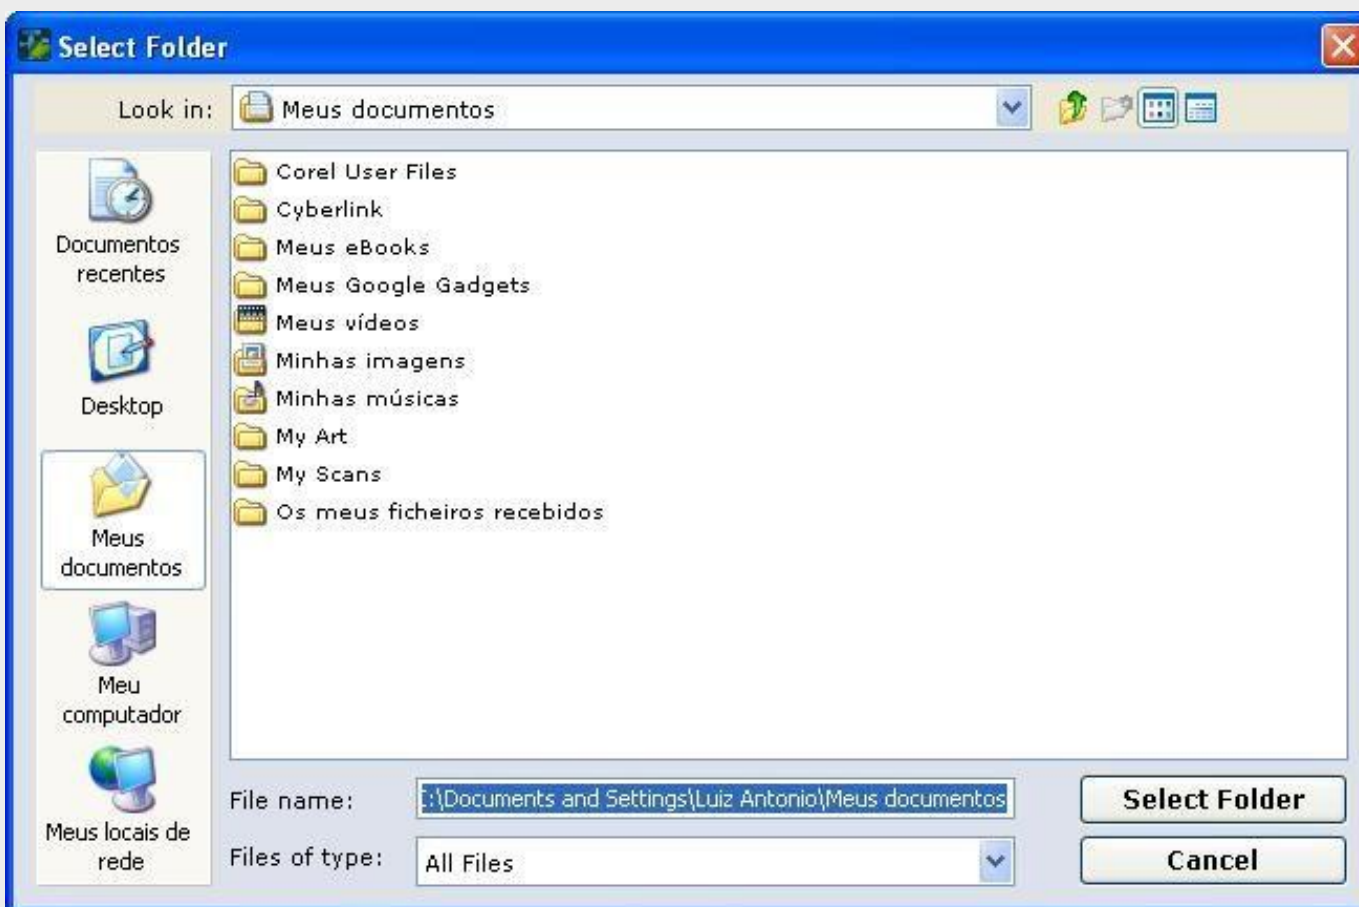 Select Folder
Look in:
Meus documentos
Documentos
recentes
Desktop
Meus
documentos
Meu
computador
Meus locais de
rede
Corel User Files
Cyberlink
Meus eBooks
Meus Google Gadgets
Meus vídeos
Minhas imagens
Minhas músicas
My Art
My Scans
Os meus ficheiros recebidos
File name:
:\Documents and Settings\Luiz Antonio\Meus documentos
Select Folder
Files of type:
All Files
Cancel